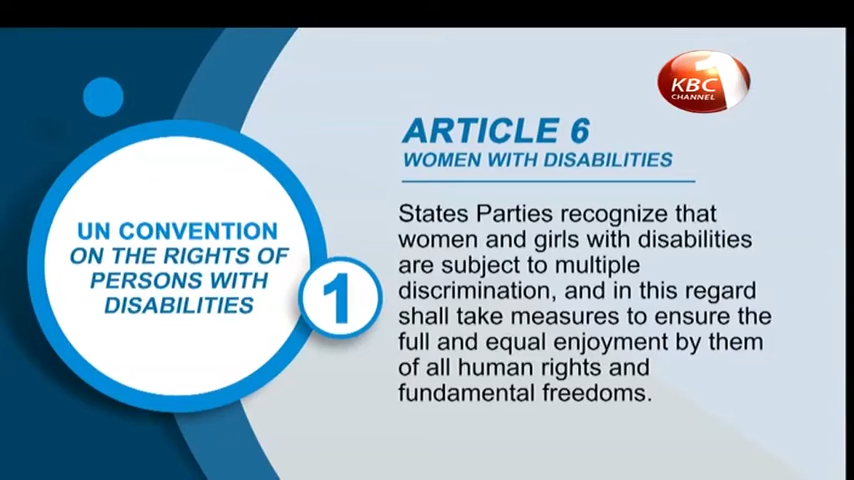 KBC 1
CHANNEL
ARTICLE 6
WOMEN WITH DISABILITIES
UN CONVENTION
ON THE RIGHTS OF
PERSONS WITH
DISABILITIES
1
States Parties recognize that
women and girls with disabilities
are subject to multiple
discrimination, and in this regard
shall take measures to ensure the
full and equal enjoyment by them
of all human rights and
fundamental freedoms.